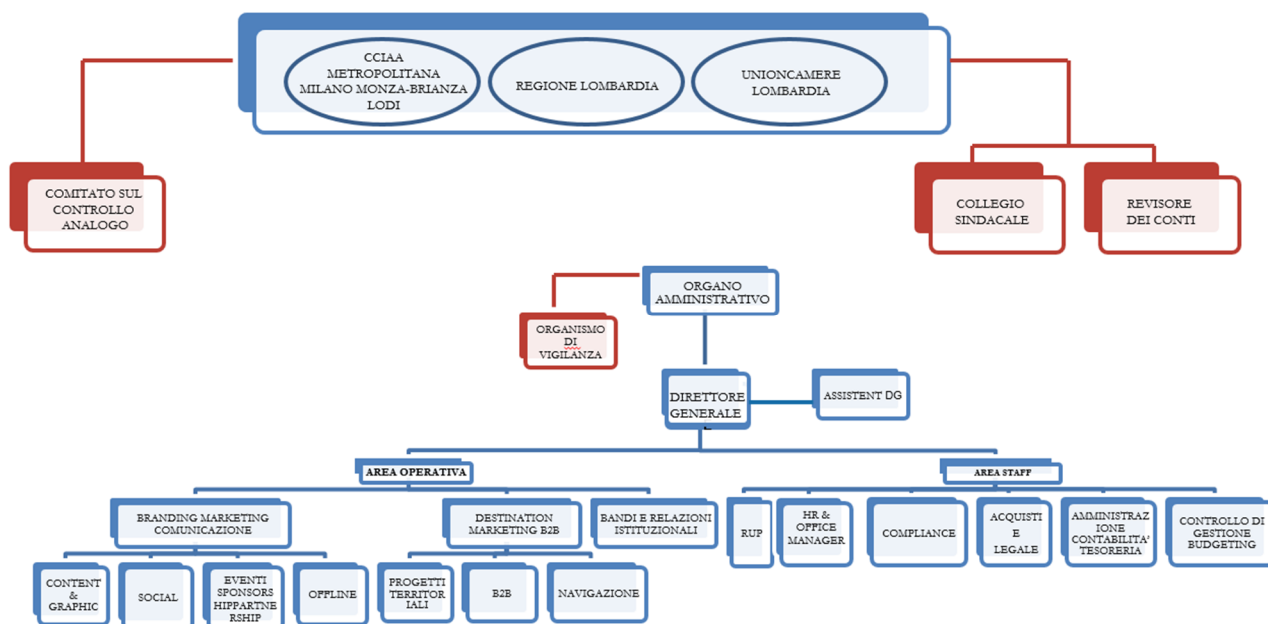 CCIAA
METROPOLITANA
MILANO MONZA-BRIANZA
LODI
REGIONE LOMBARDIA
UNIONCAMERE
LOMBARDIA
COMITATO SUL
CONTROLLO
ANALOGO
COLLEGIO
SINDACALE
REVISORE
DEI CONTI
ORGANO
AMMINISTRATIVO
ORGANISMO
DI
VIGILANZA
DIRETTORE
GENERALE
ASSISTENT DG
AREA OPERATIVA
AREA STAFF
BRANDING MARKETING
COMUNICAZIONE
DESTINATION
MARKETING B2B
BANDI E RELAZIONI
ISTITUZIONALI
RUP
HR &
OFFICE
MANAGER
COMPLIANCE
ACQUISTI
E
LEGALE
AMMINISTRAZ
IONE
CONTABILITA'
TESORERIA
CONTROLLO DI
GESTIONE
BUDGETING
CONTENT
&
GRAPHIC
SOCIAL
EVENTI
SPONSORS
HIPPARTNE
RSHIP
OFFLINE
PROGETTI
TERRITOR
IALI
B2B
NAVIGAZIONE